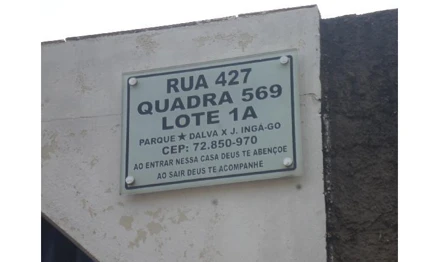 RUA 427
QUADRA 569
LOTE 1A
PARQUE ★ DALVA X J. INGA-GO
CEP: 72.850-970
AO ENTRAR NESSA CASA DEUS TE ABENÇOE
AO SAIR DEUS TE ACOMPANHE